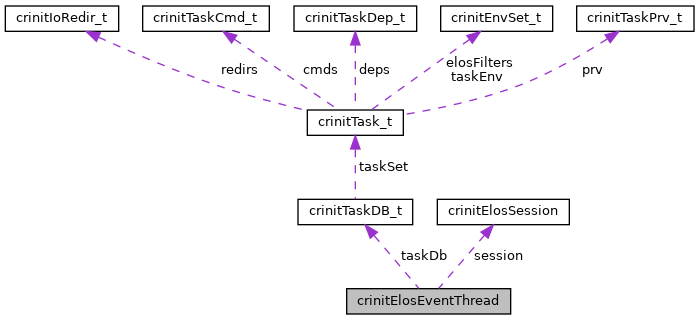 crinitIoRedir_t
crinitTaskCmd_t
crinitTaskDep_t
crinitEnvSet_t
crinitTaskPrv_t
redirs
cmds
deps
elosFilters
taskEnv
prv
crinitTask_t
taskSet
crinitTaskDB_t
crinitElosSession
taskDb
session
crinitElosEventThread